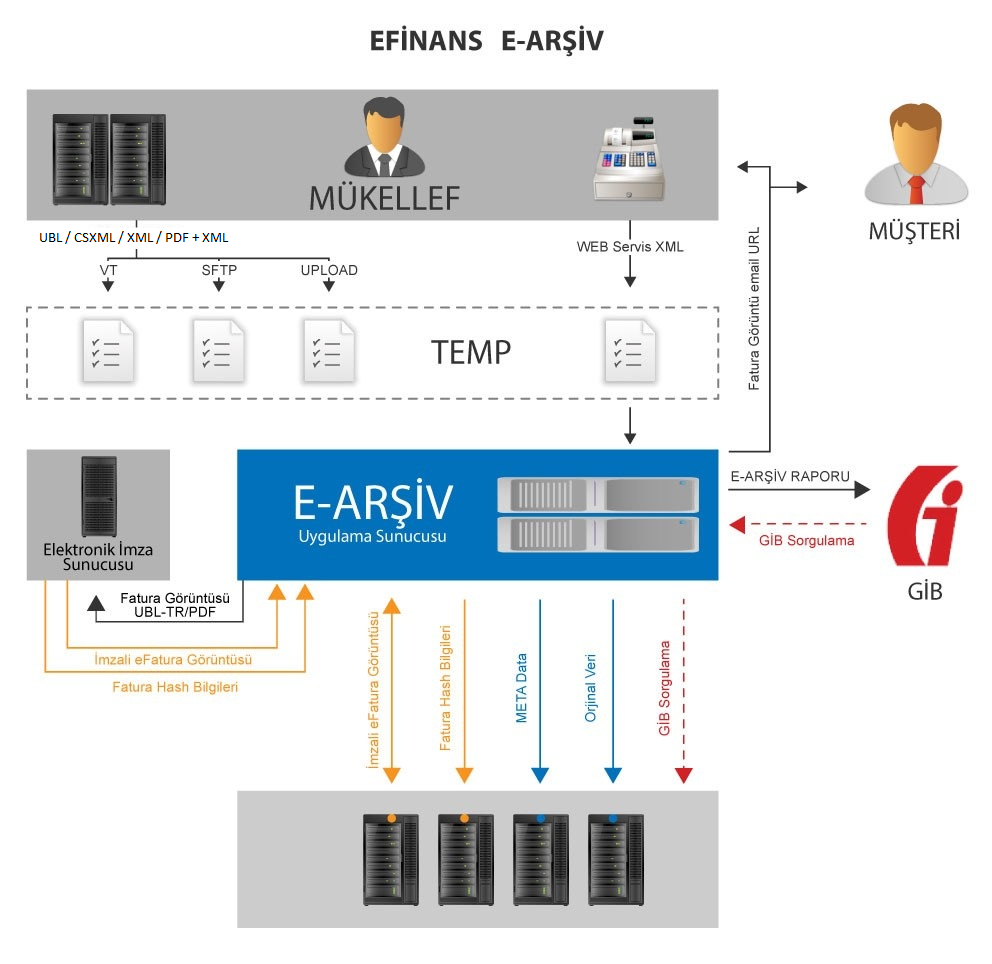 EFİNANS E-ARŞİV
MÜKELLEF
MÜŞTERİ
UBL / CSXML / XML / PDF + XML
WEB Servis XML
VT
SFTP
UPLOAD
Fatura Görüntü email URL
TEMP
Elektronik İmza
Sunucusu
E-ARŞİV
Uygulama Sunucusu
E-ARŞİV RAPORU
GİB Sorgulama
GİB
Fatura Görüntüsü
UBL-TR/PDF
İmzali eFatura Görüntüsü
Fatura Hash Bilgileri
İmzali eFatura Görüntüsü
Fatura Hash Bilgileri
META Data
Orjinal Veri
GİB Sorgulama